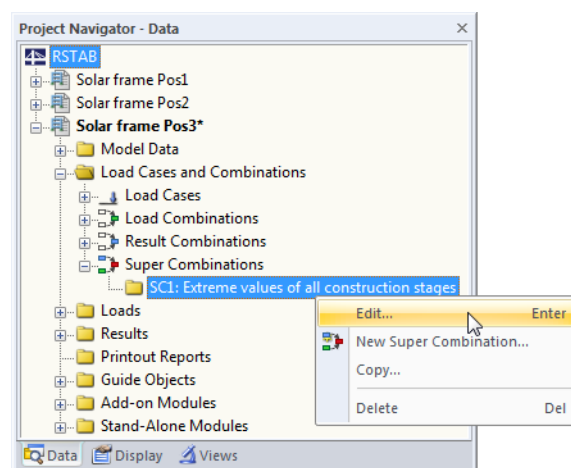 Project Navigator - Data
RSTAB
Solar frame Pos1
Solar frame Pos2
Solar frame Pos3*
Model Data
Load Cases and Combinations
Load Cases
Load Combinations
Result Combinations
Super Combinations
SC1: Extreme values of all construction stages
Loads
Results
Printout Reports
Guide Objects
Add-on Modules
Stand-Alone Modules
Edit... Enter
New Super Combination...
Copy...
Delete Del
Data Display Views